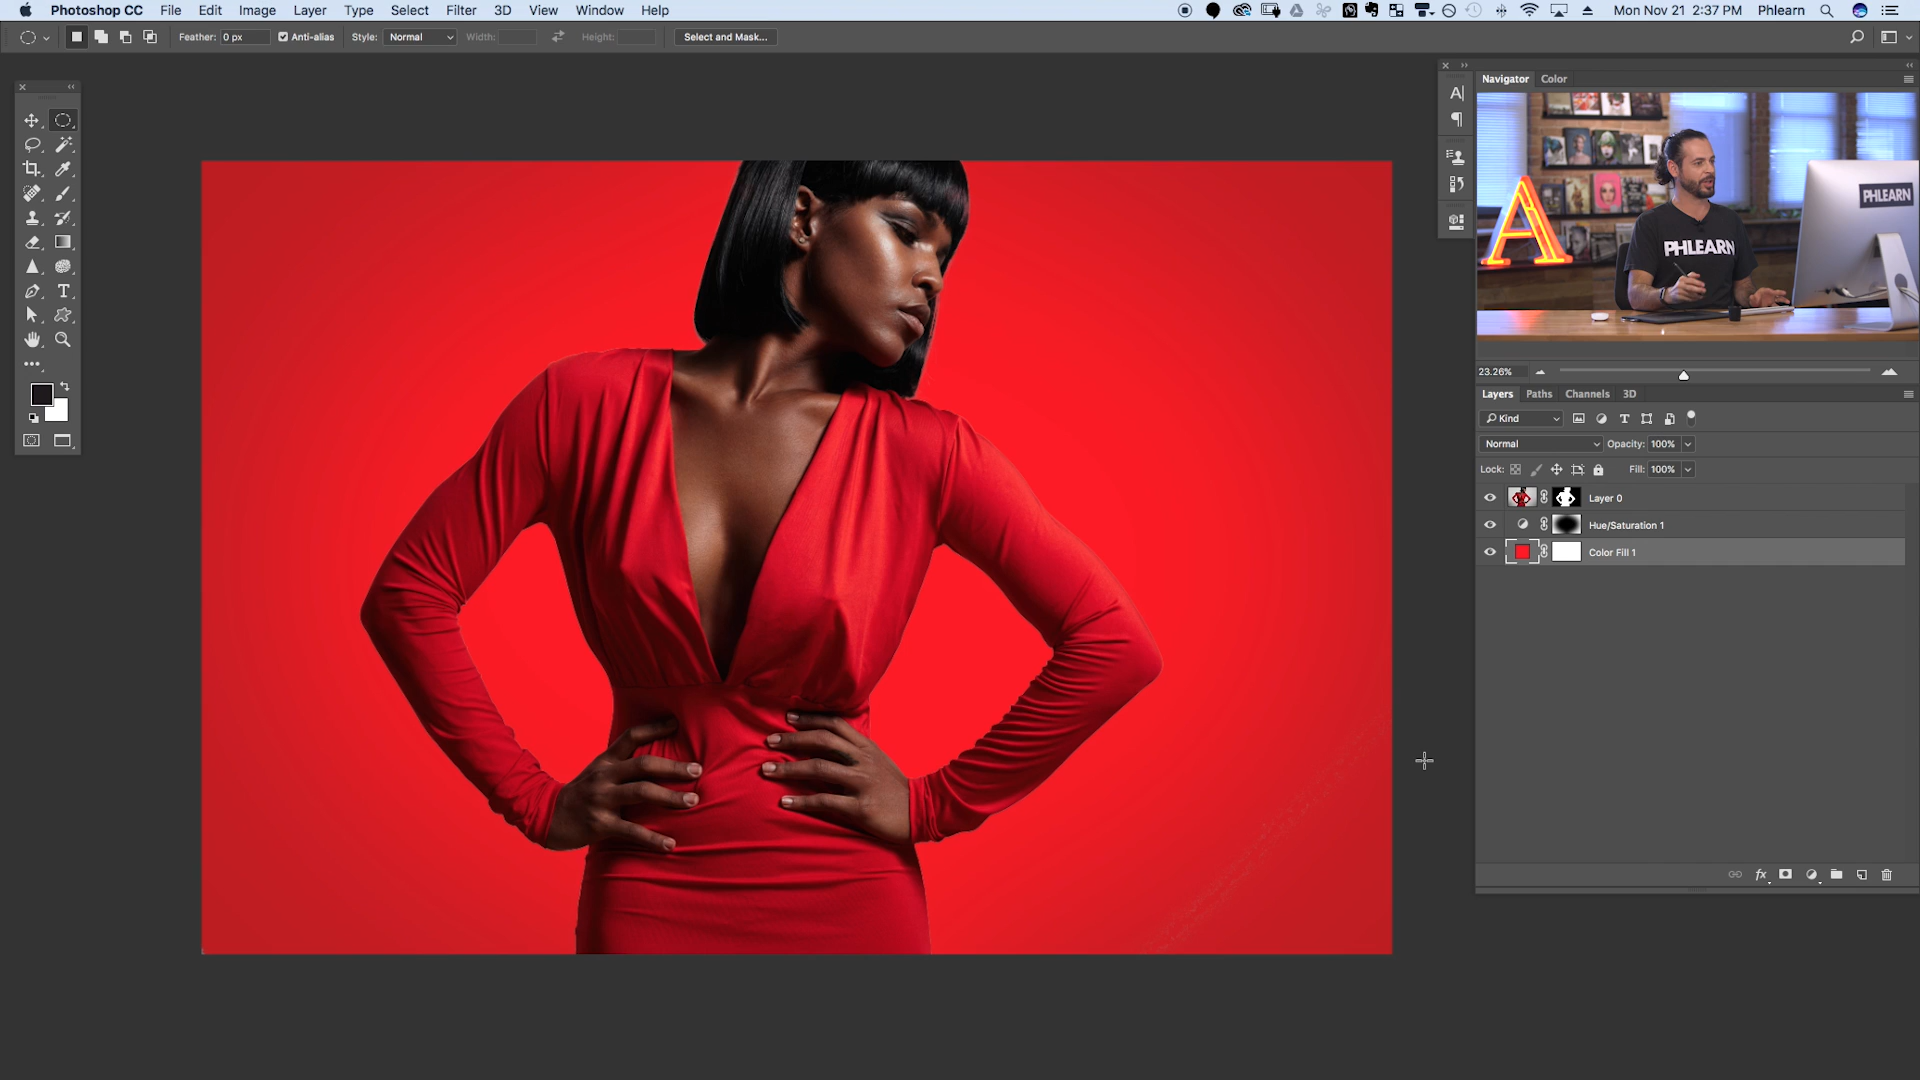 Photoshop CC File Edit Image Layer Type Select Filter 3D View Window Help Mon Nov 21 2:37 PM Phlearn
Feather: 0 px Anti-alias Style: Normal Width: Height: Select and Mask...
Navigator Color
PHLEARN
PHLEARN
A
23.26%
Layers Paths Channels 3D
Kind
Normal Opacity: 100%
Lock: Fill: 100%
Layer 0
Hue/Saturation 1
Color Fill 1
fx